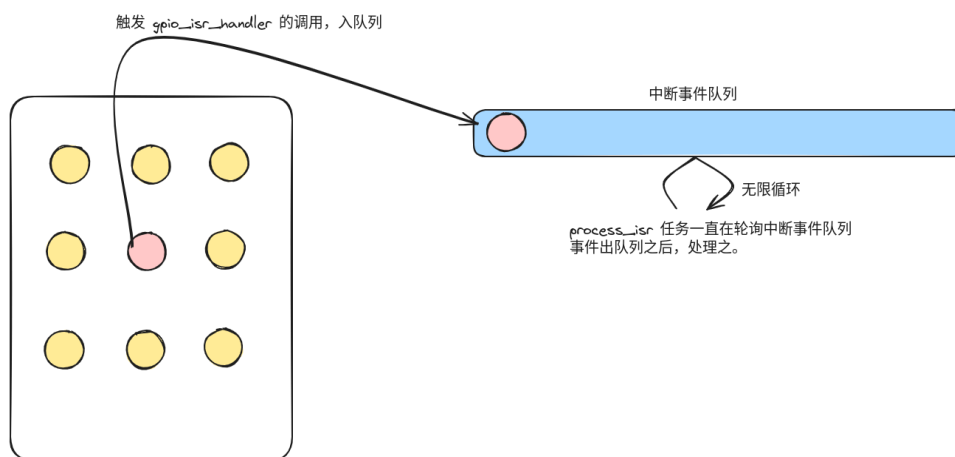 触发 gpio_isr_handler 的调用，入队列
中断事件队列
无限循环
process_isr 任务一直在轮询中断事件队列
事件出队列之后，处理之。